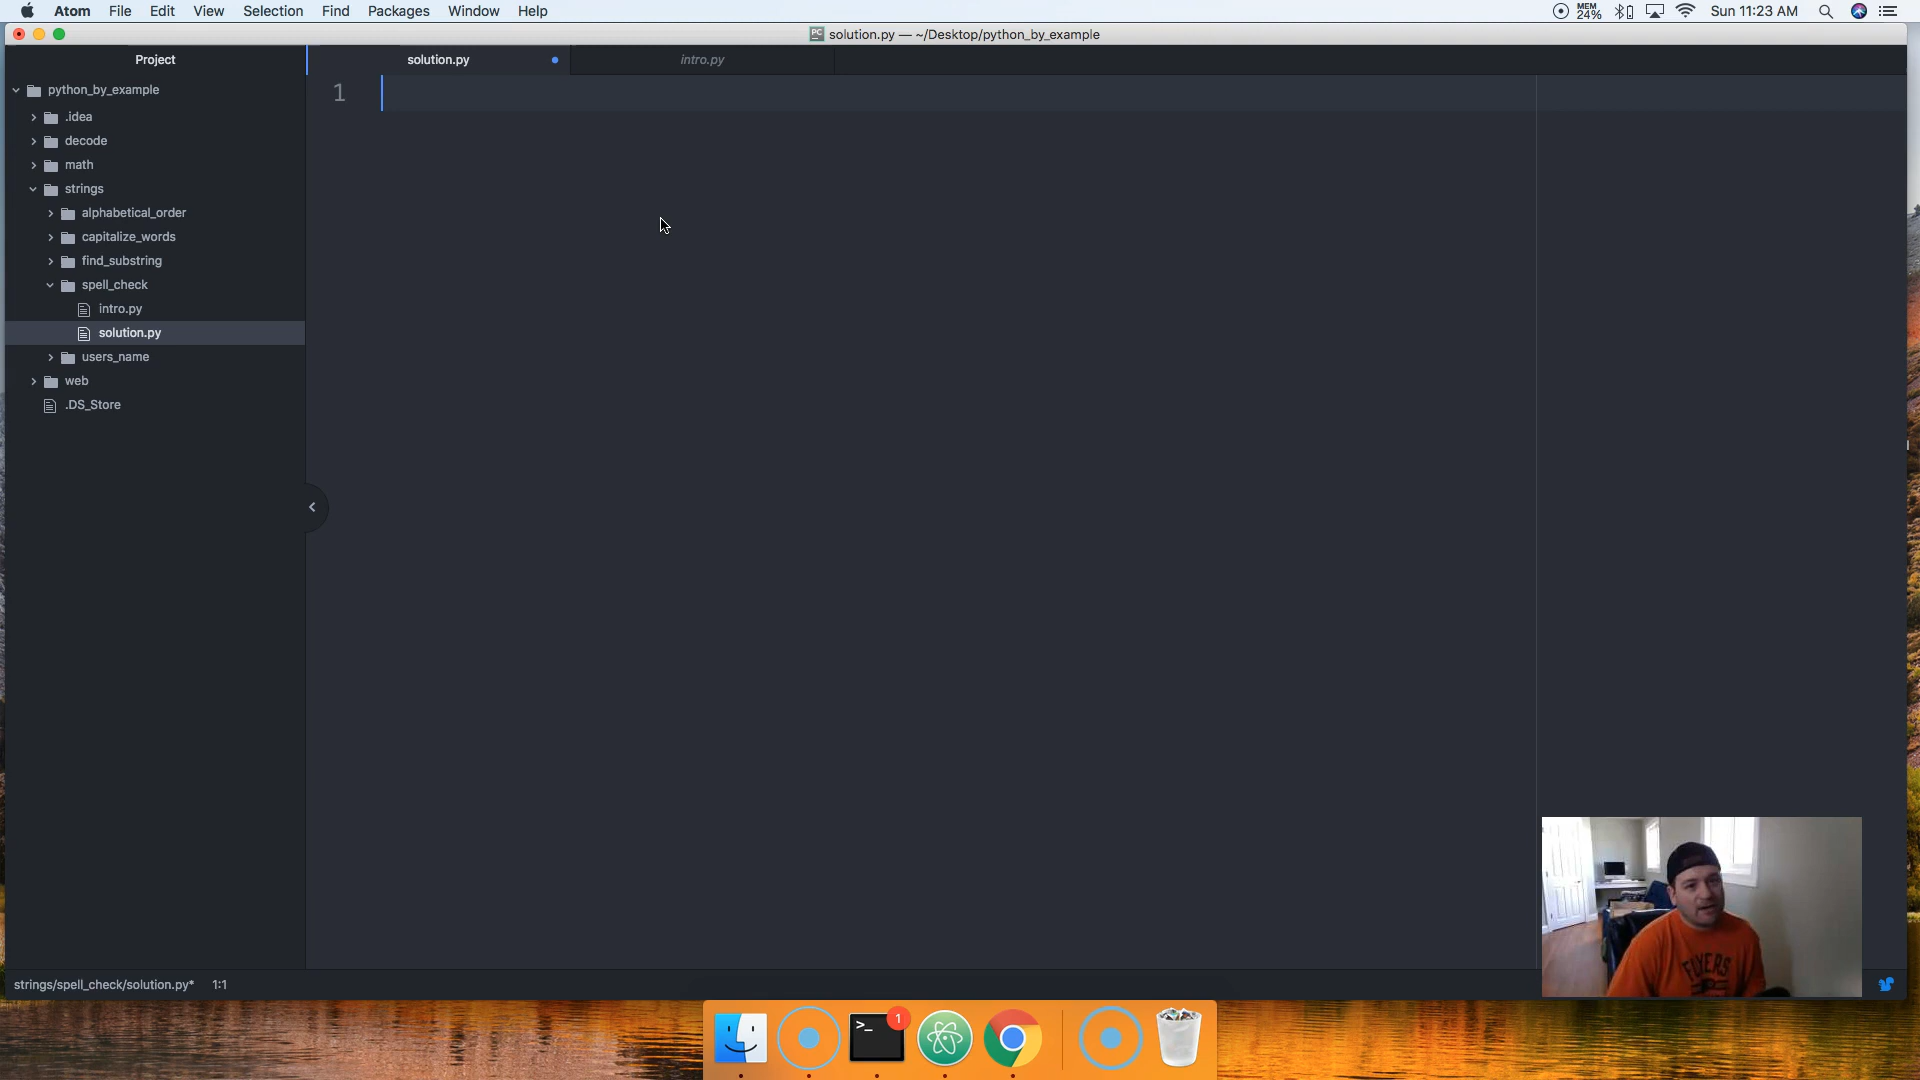 Atom File Edit View Selection Find Packages Window Help
MEM
24%
Sun 11:23 AM
solution.py — ~/Desktop/python_by_example
Project
solution.py
intro.py
python_by_example
1
.idea
decode
math
strings
alphabetical_order
capitalize_words
find_substring
spell_check
intro.py
solution.py
users_name
web
.DS_Store
FLYERS
strings/spell_check/solution.py* 1:1
>_
1